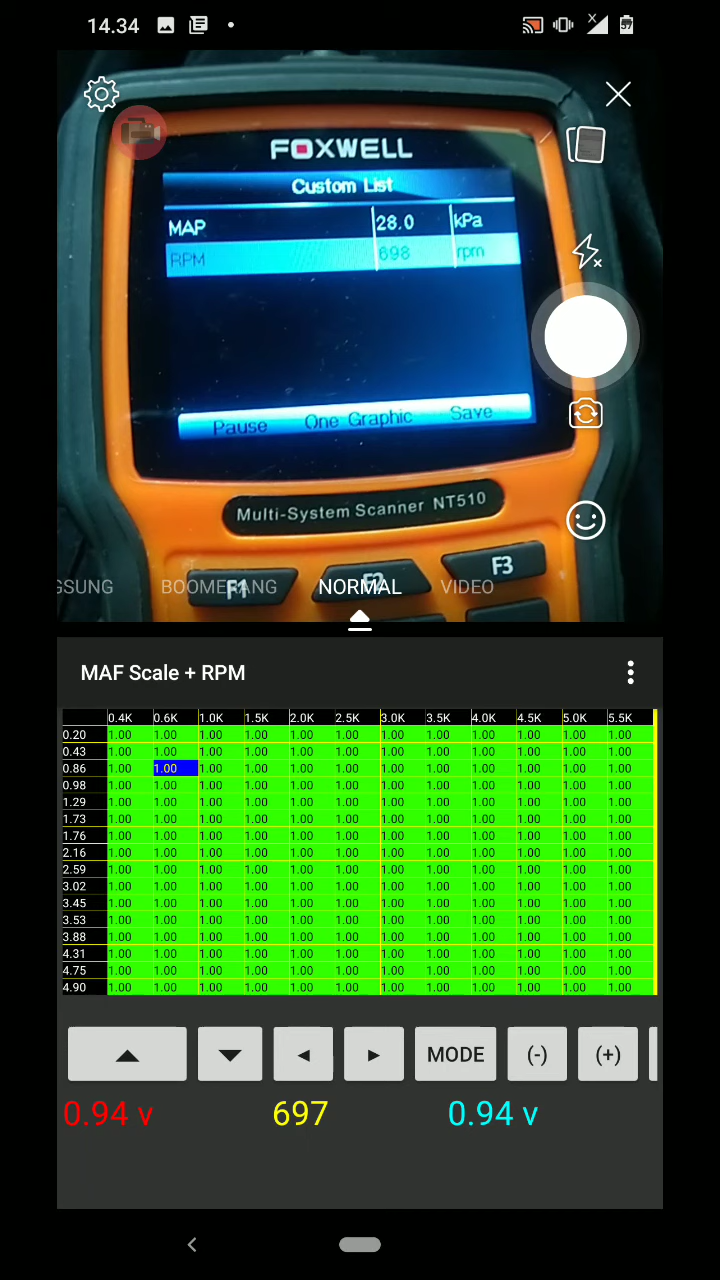 14.34
X
57
FOXWELL
Custom List
MAP 28.0 kPa
RPM 698 rpm
Pause One Graphic Save
Multi-System Scanner NT510
F1 F2 F3
GSUNG BOOMERANG NORMAL VIDEO
MAF Scale + RPM
0.4K 0.6K 1.0K 1.5K 2.0K 2.5K 3.0K 3.5K 4.0K 4.5K 5.0K 5.5K
0.20 1.00 1.00 1.00 1.00 1.00 1.00 1.00 1.00 1.00 1.00 1.00 1.00
0.43 1.00 1.00 1.00 1.00 1.00 1.00 1.00 1.00 1.00 1.00 1.00 1.00
0.86 1.00 1.00 1.00 1.00 1.00 1.00 1.00 1.00 1.00 1.00 1.00 1.00
0.98 1.00 1.00 1.00 1.00 1.00 1.00 1.00 1.00 1.00 1.00 1.00 1.00
1.29 1.00 1.00 1.00 1.00 1.00 1.00 1.00 1.00 1.00 1.00 1.00 1.00
1.73 1.00 1.00 1.00 1.00 1.00 1.00 1.00 1.00 1.00 1.00 1.00 1.00
1.76 1.00 1.00 1.00 1.00 1.00 1.00 1.00 1.00 1.00 1.00 1.00 1.00
2.16 1.00 1.00 1.00 1.00 1.00 1.00 1.00 1.00 1.00 1.00 1.00 1.00
2.59 1.00 1.00 1.00 1.00 1.00 1.00 1.00 1.00 1.00 1.00 1.00 1.00
3.02 1.00 1.00 1.00 1.00 1.00 1.00 1.00 1.00 1.00 1.00 1.00 1.00
3.45 1.00 1.00 1.00 1.00 1.00 1.00 1.00 1.00 1.00 1.00 1.00 1.00
3.53 1.00 1.00 1.00 1.00 1.00 1.00 1.00 1.00 1.00 1.00 1.00 1.00
3.88 1.00 1.00 1.00 1.00 1.00 1.00 1.00 1.00 1.00 1.00 1.00 1.00
4.31 1.00 1.00 1.00 1.00 1.00 1.00 1.00 1.00 1.00 1.00 1.00 1.00
4.75 1.00 1.00 1.00 1.00 1.00 1.00 1.00 1.00 1.00 1.00 1.00 1.00
4.90 1.00 1.00 1.00 1.00 1.00 1.00 1.00 1.00 1.00 1.00 1.00 1.00
MODE (-) (+)
0.94 v 697 0.94 v